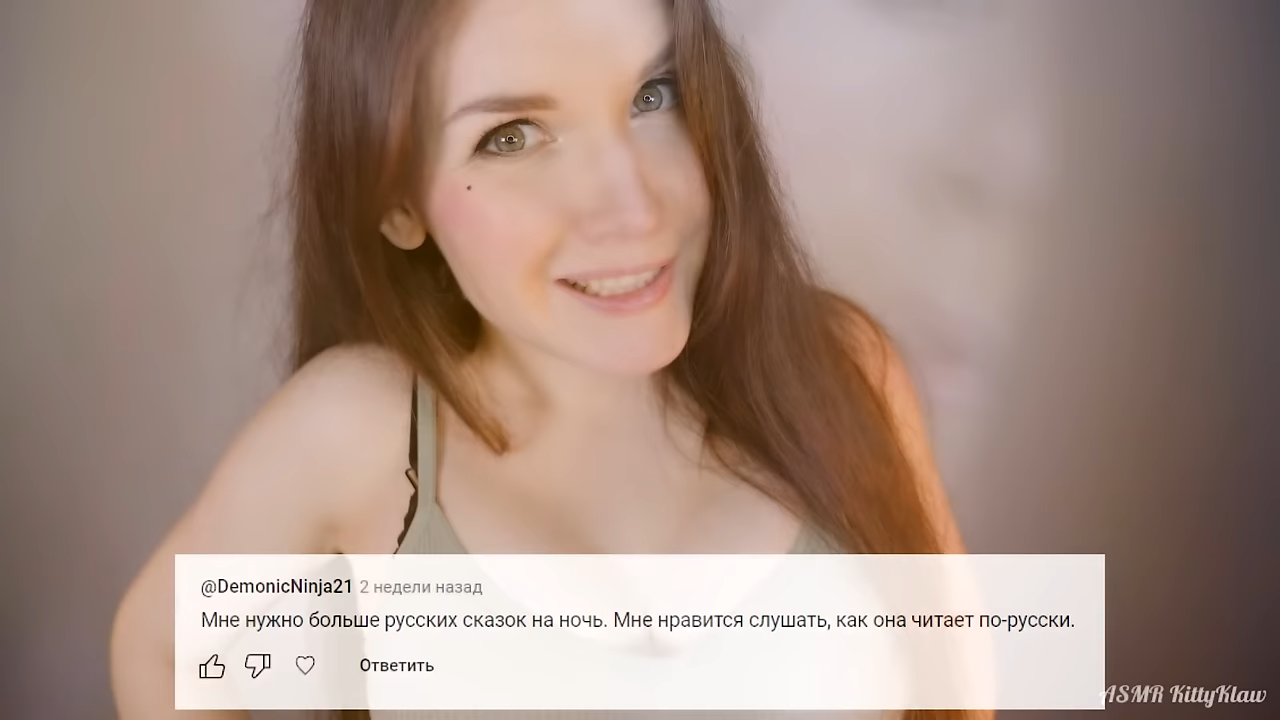 @DemonicNinja21 2 недели назад
Мне нужно больше русских сказок на ночь. Мне нравится слушать, как она читает по-русски.
Ответить
ASMR KittyKlaw